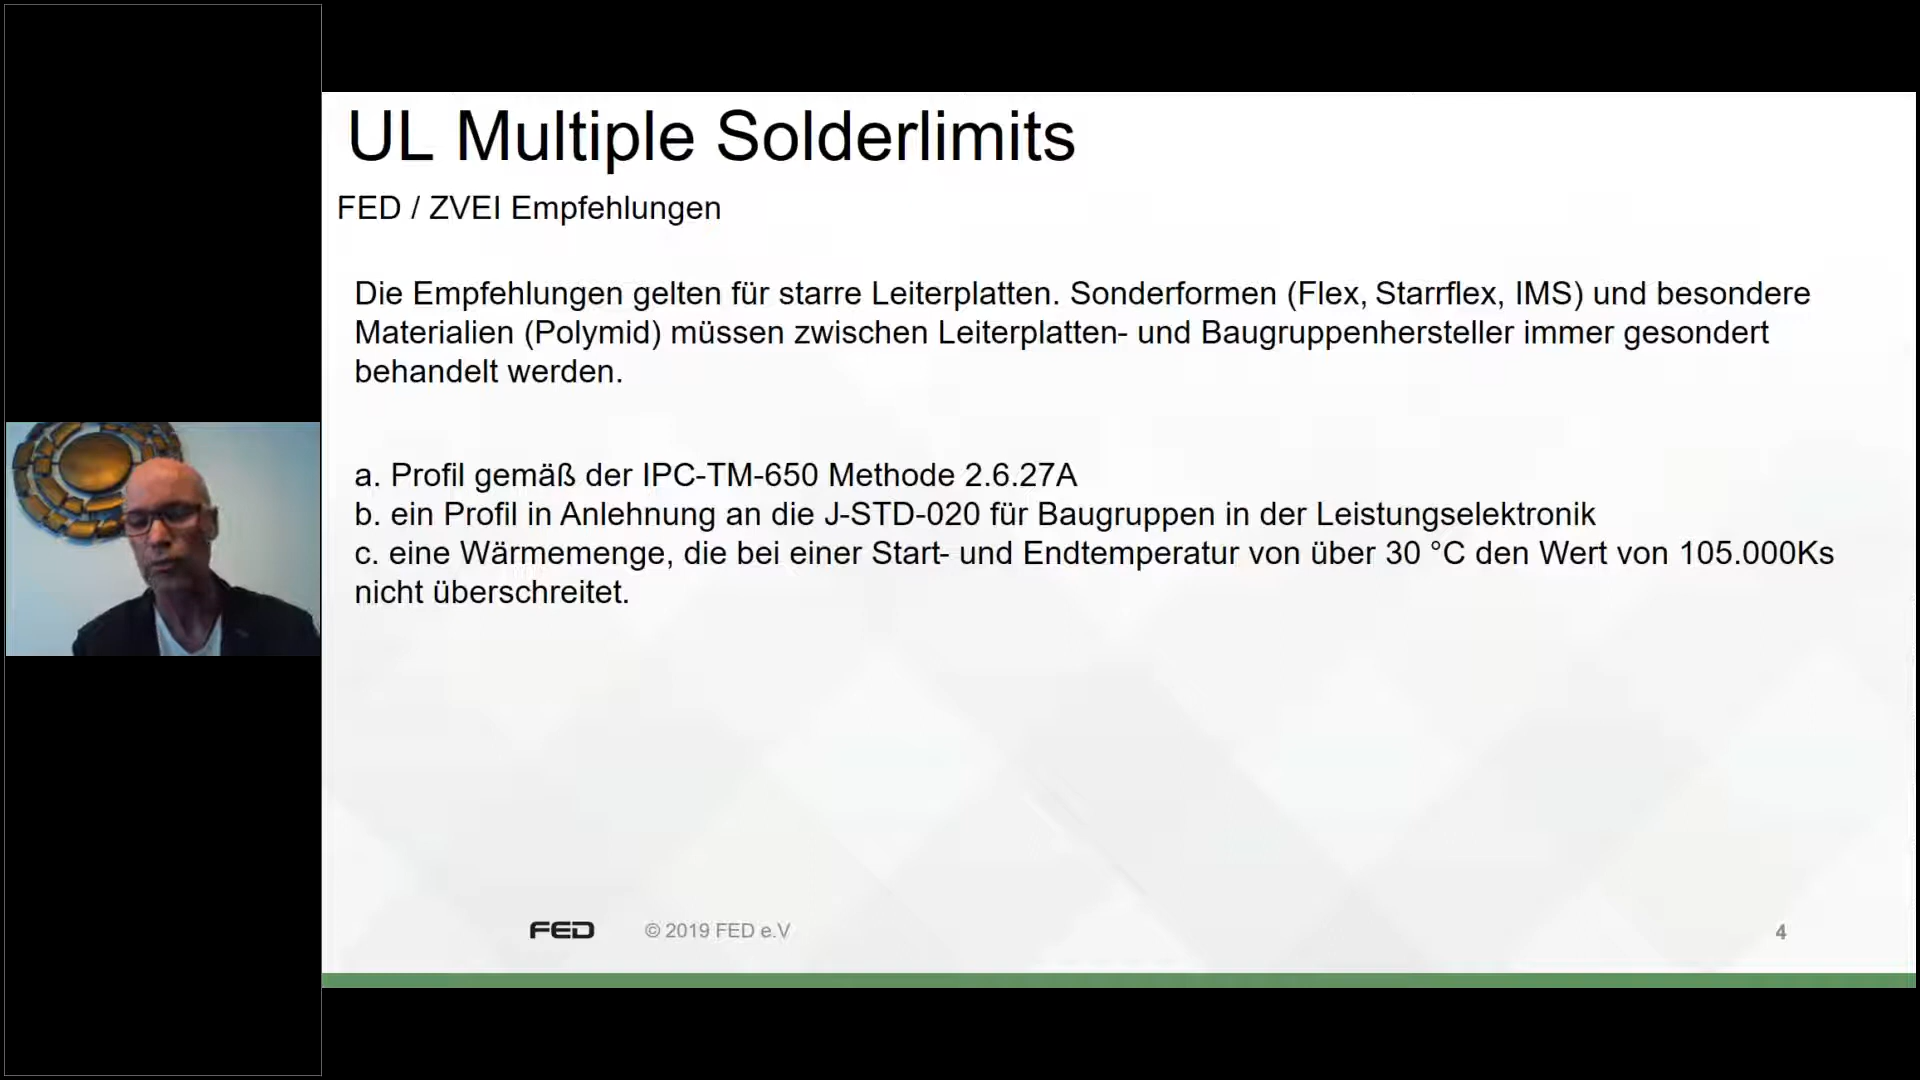 UL Multiple Solderlimits
FED / ZVEI Empfehlungen
Die Empfehlungen gelten für starre Leiterplatten. Sonderformen (Flex, Starrflex, IMS) und besondere
Materialien (Polymid) müssen zwischen Leiterplatten- und Baugruppenhersteller immer gesondert
behandelt werden.
a. Profil gemäß der IPC-TM-650 Methode 2.6.27A
b. ein Profil in Anlehnung an die J-STD-020 für Baugruppen in der Leistungselektronik
c. eine Wärmemenge, die bei einer Start- und Endtemperatur von über 30 °C den Wert von 105.000Ks
nicht überschreitet.
FED © 2019 FED e.V 4